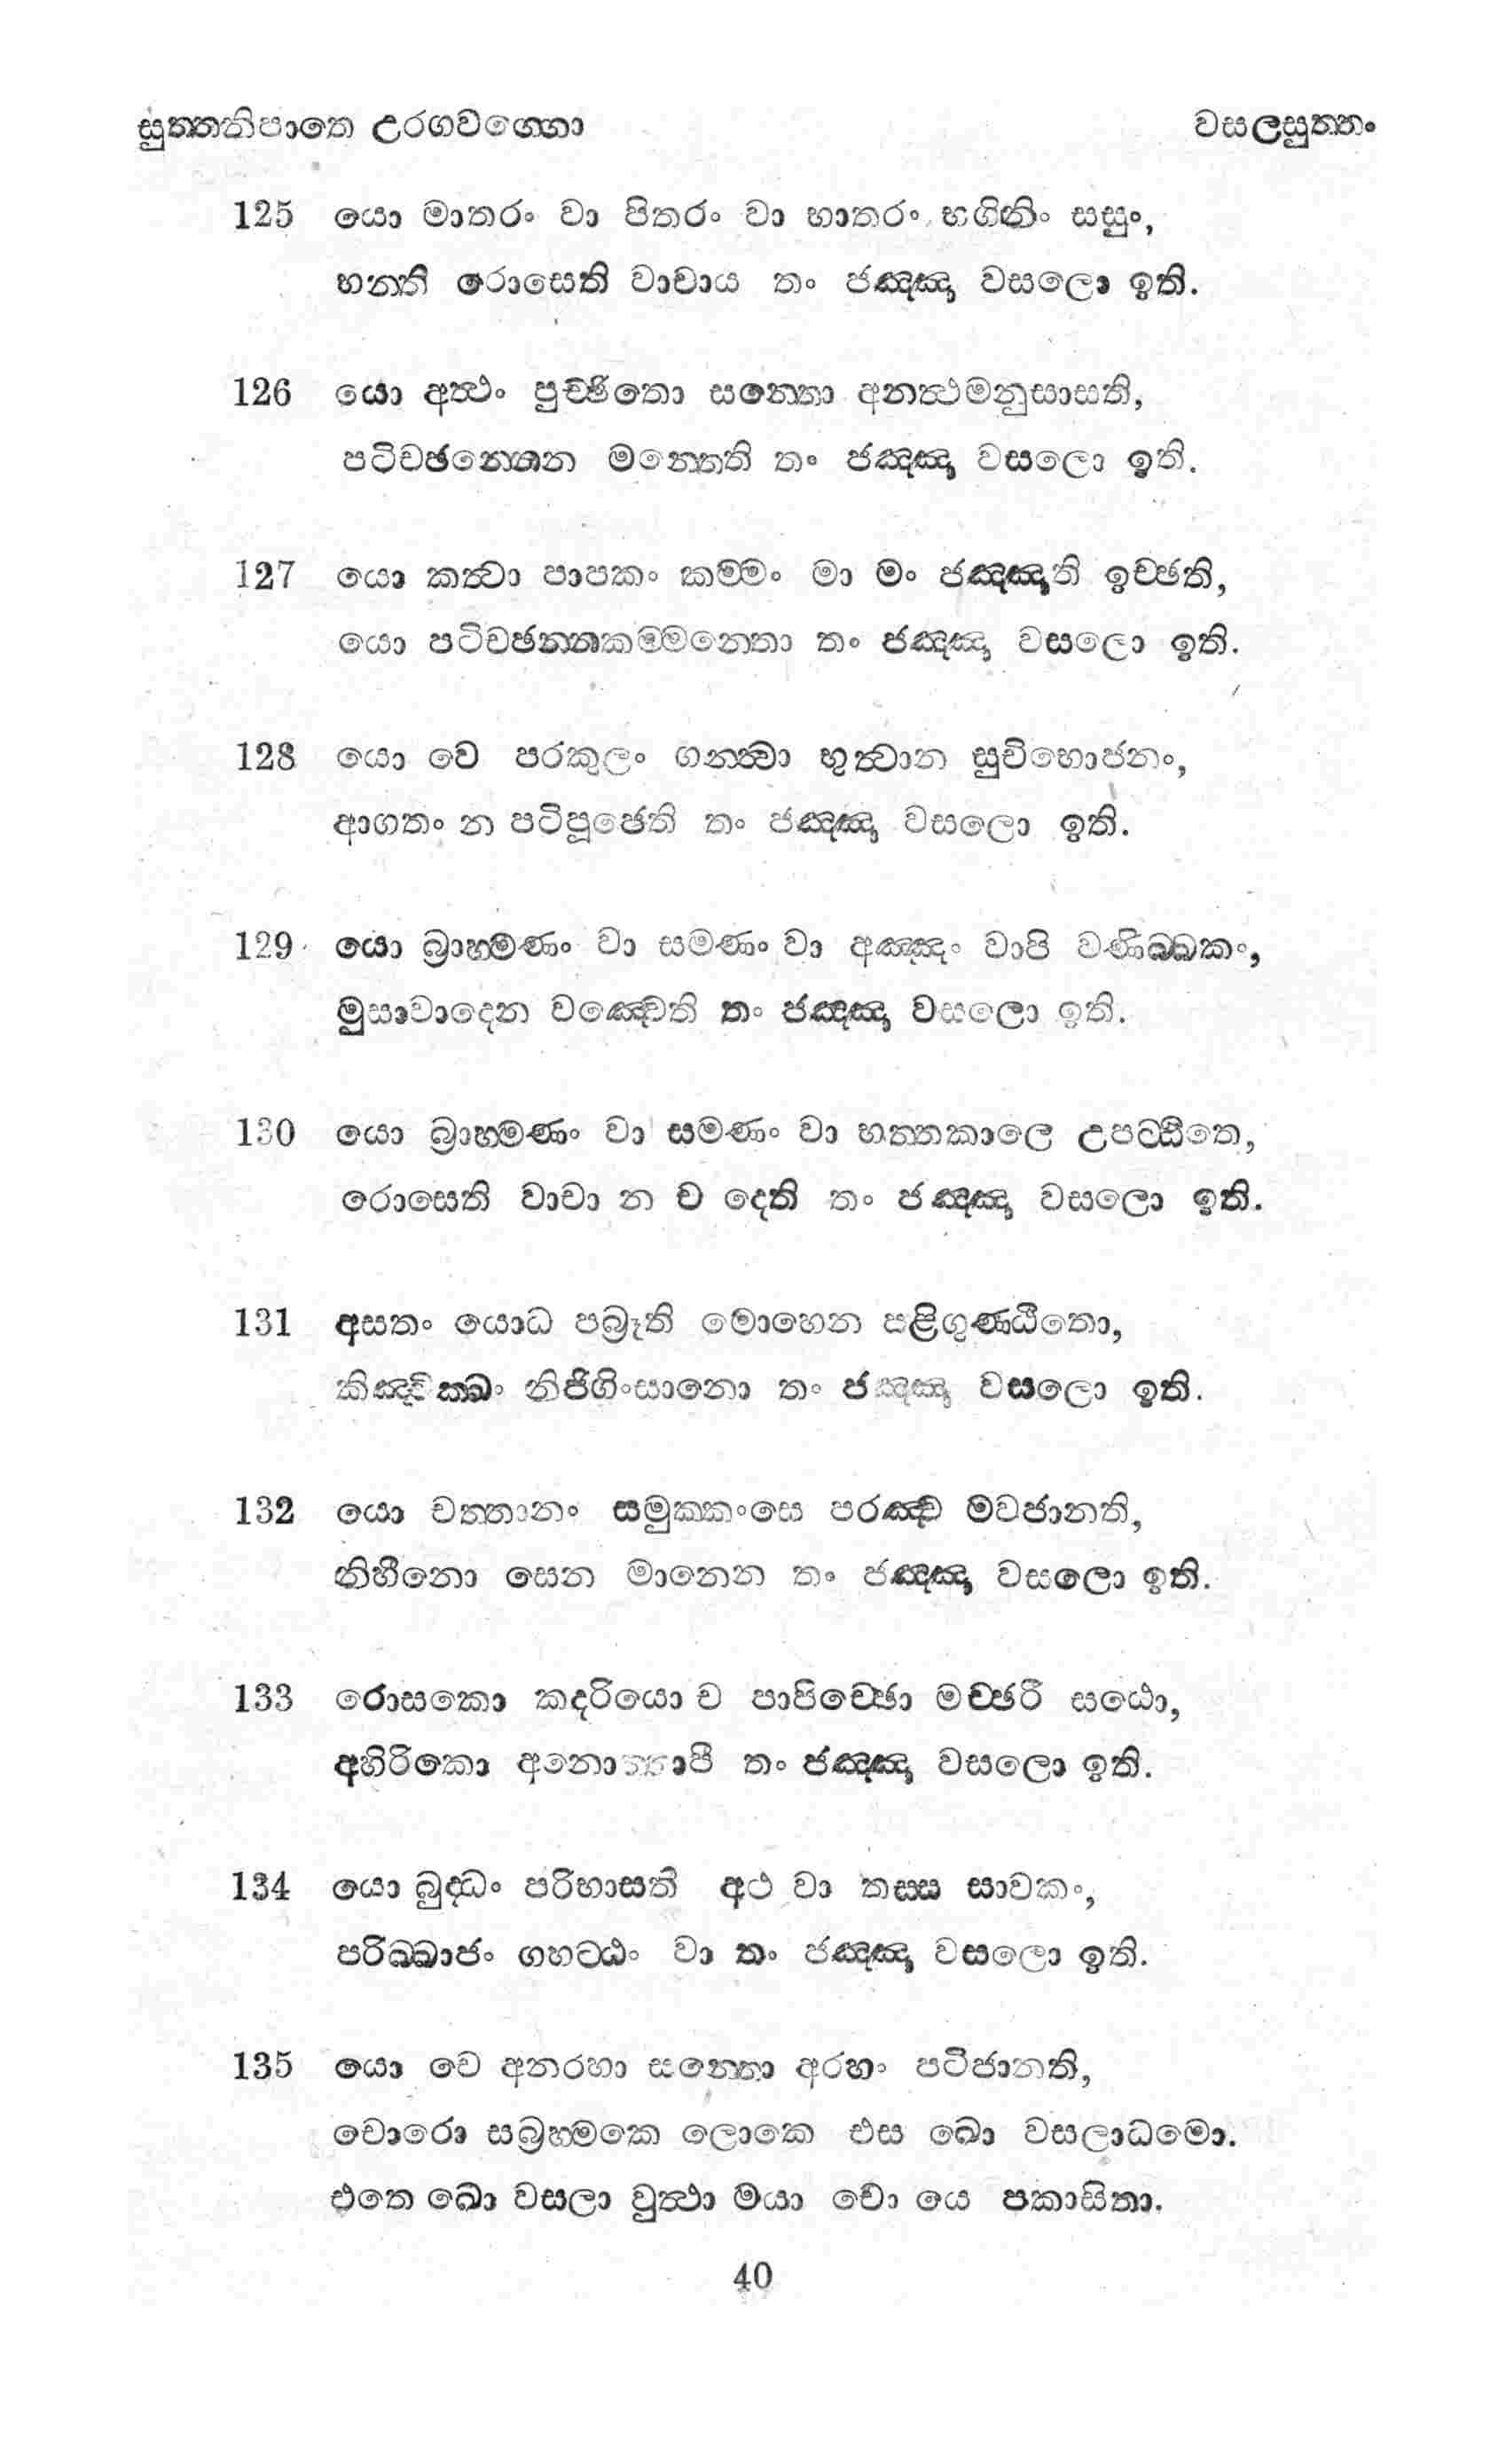 සුත්තනිපාතෙ උරගවග්ගො වසලසුත්තං
125 යො මාතරං වා පිතරං වා භාතරං භගිනිං සසුං,
හන්ති රොසෙති වාචාය තං ජඤ්ඤා වසලො ඉති.
126 යො අත්ථං පුච්ඡිතො සන්තො අනත්ථමනුසාසති,
පටිච්ඡන්නෙන මන්තෙති තං ජඤ්ඤා වසලො ඉති.
127 යො කත්වා පාපකං කම්මං මා මං ජඤ්ඤාති ඉච්ඡති,
යො පටිච්ඡන්නකම්මන්තො තං ජඤ්ඤා වසලො ඉති.
128 යො වෙ පරකුලං ගන්ත්වා භුත්වාන සුචිභොජනං,
ආගතං න පටිපූජෙති තං ජඤ්ඤා වසලො ඉති.
129 යො බ්‍රාහ්මණං වා සමණං වා අඤ්ඤං වාපි වණිබ්බකං,
මුසාවාදෙන වඤ්චෙති තං ජඤ්ඤා වසලො ඉති.
130 යො බ්‍රාහ්මණං වා සමණං වා භත්තකාලෙ උපට්ඨිතෙ,
රොසෙති වාචා න ච දෙති තං ජඤ්ඤා වසලො ඉති.
131 අසතං යොධ පබ්‍රූති මොහෙන පළිගුණ්ඨිතො,
කිඤ්චික්ඛං නිජිගිංසානො තං ජඤ්ඤා වසලො ඉති.
132 යො චත්තානං සමුක්කංසෙ පරඤ්ච මවජානති,
නිහීනො සෙන මානෙන තං ජඤ්ඤා වසලො ඉති.
133 රොසකො කදරියො ච පාපිච්ඡො මච්ඡරී සඨො,
අහිරිකො අනොත්තාපී තං ජඤ්ඤා වසලො ඉති.
134 යො බුද්ධං පරිභාසති අථ වා තස්ස සාවකං,
පරිබ්බාජං ගහට්ඨං වා තං ජඤ්ඤා වසලො ඉති.
135 යො වෙ අනරහා සන්තො අරහං පටිජානති,
චොරො සබ්‍රහ්මකෙ ලොකෙ එස ඛො වසලාධමො.
එතෙ ඛො වසලා වුත්ථා මයා වො යෙ පකාසිතා.
40